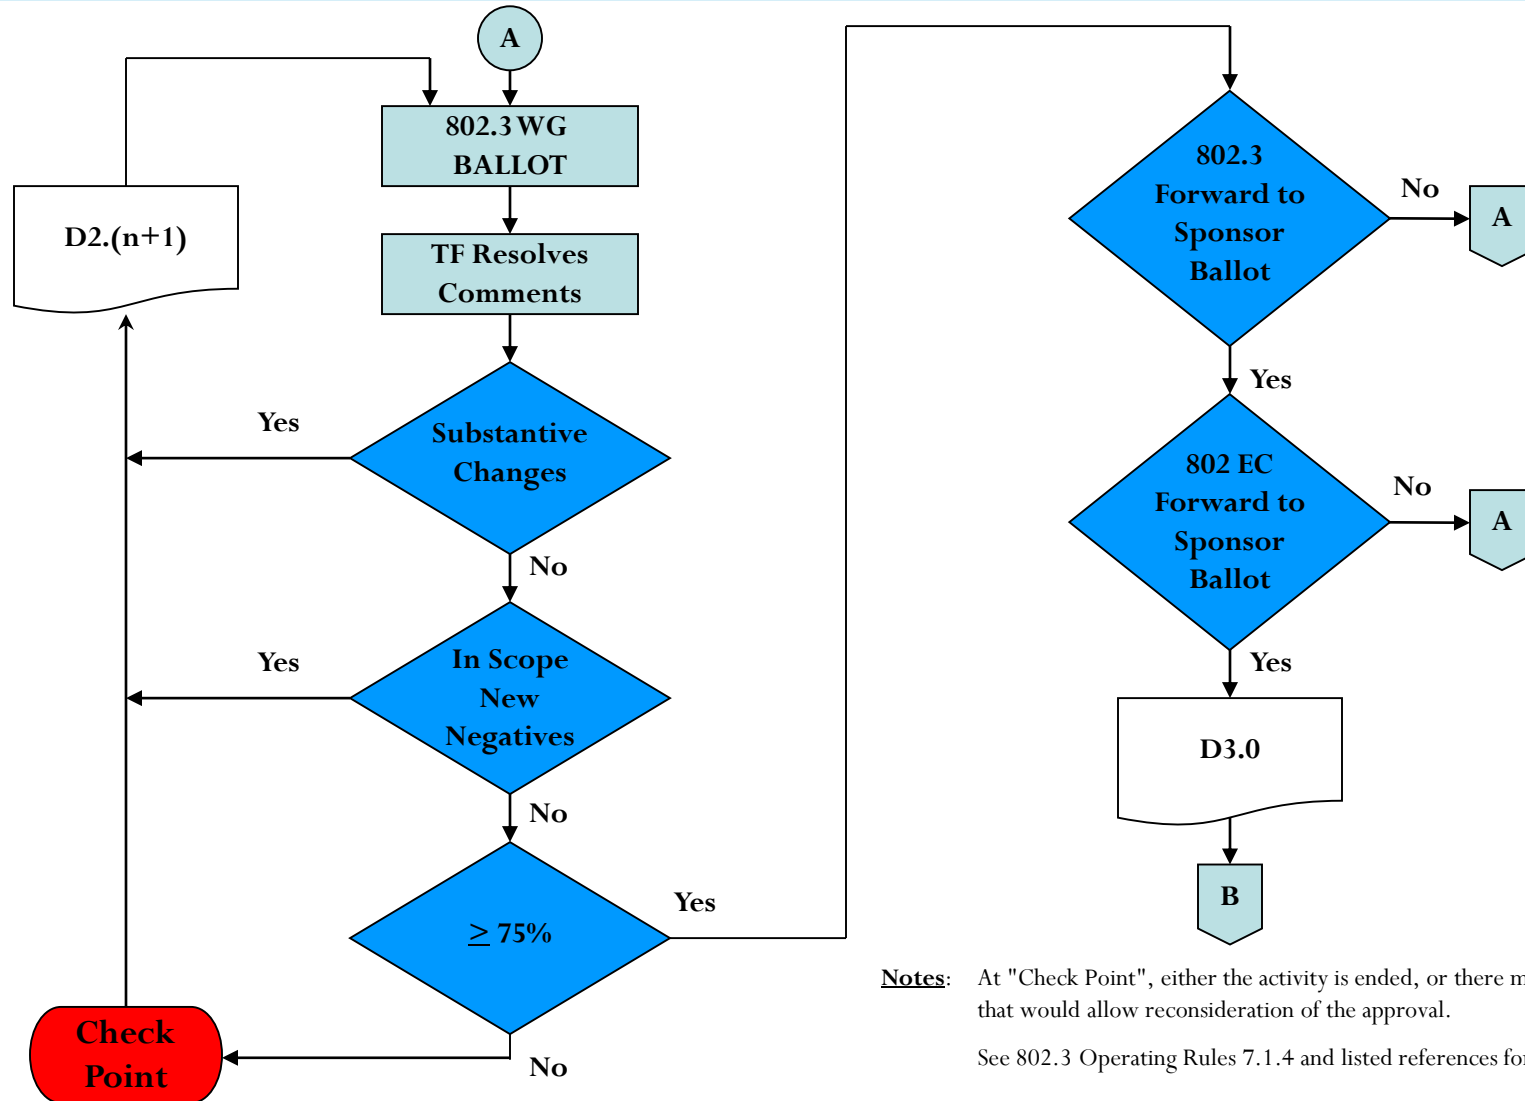 A
802.3 WG
BALLOT
D2.(n+1)
TF Resolves
Comments
Yes
Substantive
Changes
No
Yes
In Scope
New
Negatives
No
Yes
≥ 75%
Check
Point
No
802.3
Forward to
Sponsor
Ballot
No
A
Yes
802 EC
Forward to
Sponsor
Ballot
No
A
Yes
D3.0
B
Notes: At "Check Point", either the activity is ended, or there
that would allow reconsideration of the approval.
See 802.3 Operating Rules 7.1.4 and listed references for